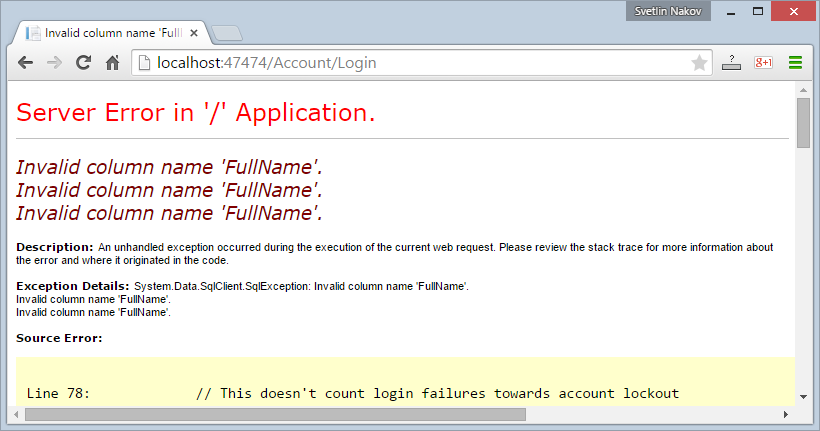 Svetlin Nakov
Invalid column name 'Ful
localhost:47474/Account/Login
?
g+1
Server Error in '/' Application.
Invalid column name 'FullName'.
Invalid column name 'FullName'.
Invalid column name 'FullName'.
Description: An unhandled exception occurred during the execution of the current web request. Please review the stack trace for more information about
the error and where it originated in the code.
Exception Details: System.Data.SqlClient.SqlException: Invalid column name 'FullName'.
Invalid column name 'FullName'.
Invalid column name 'FullName'.
Source Error:
Line 78: // This doesn't count login failures towards account lockout